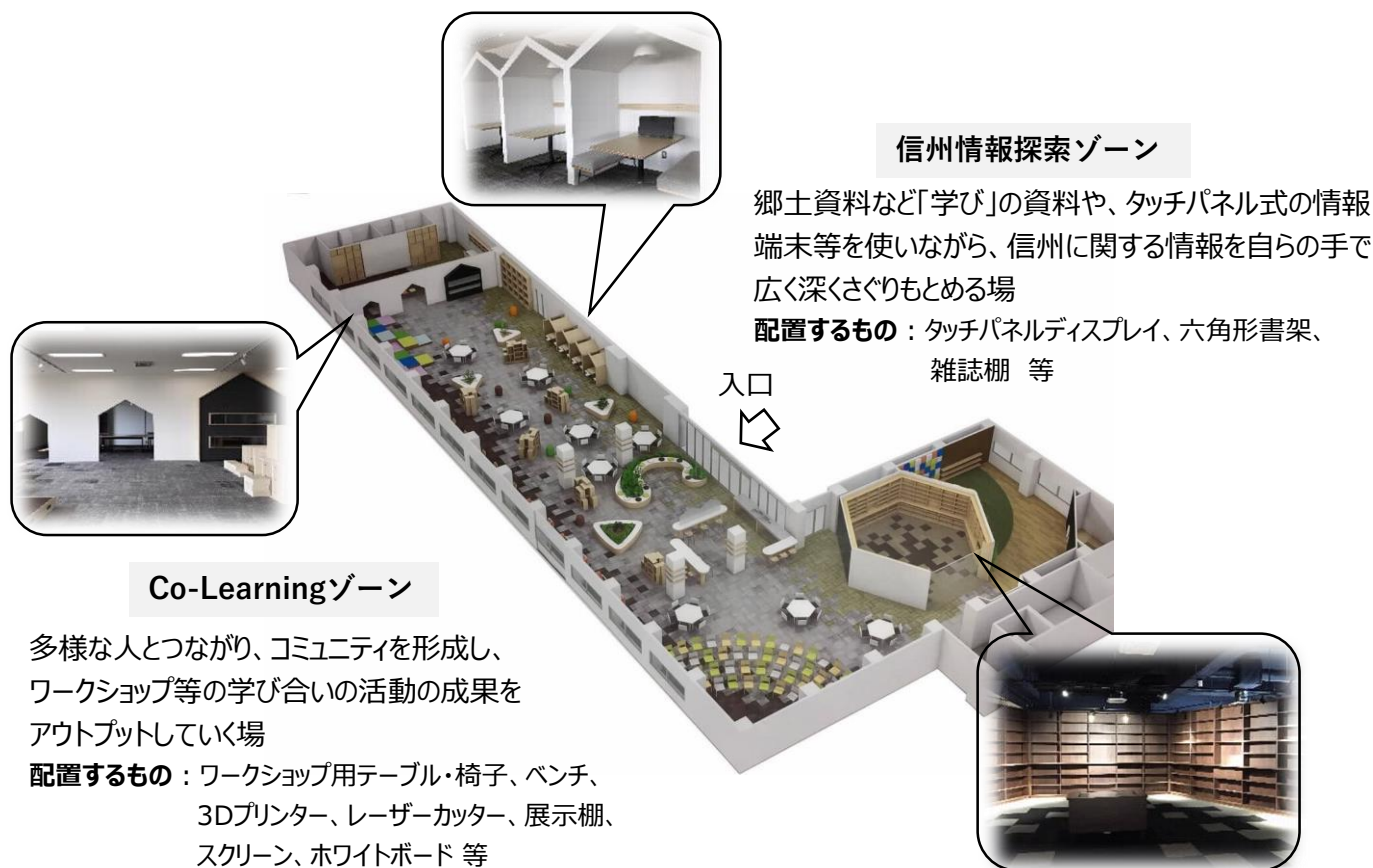 信州情報探索ゾーン
郷土資料など「学び」の資料や、タッチパネル式の情報
端末等を使いながら、信州に関する情報を自らの手で
広く深くさぐりもとめる場
配置するもの：タッチパネルディスプレイ、六角形書架、
雑誌棚 等
入口
Co-Learningゾーン
多様な人とつながり、コミュニティを形成し、
ワークショップ等の学び合いの活動の成果を
アウトプットしていく場
配置するもの：ワークショップ用テーブル・椅子、ベンチ、
3Dプリンター、レーザーカッター、展示棚、
スクリーン、ホワイトボード 等